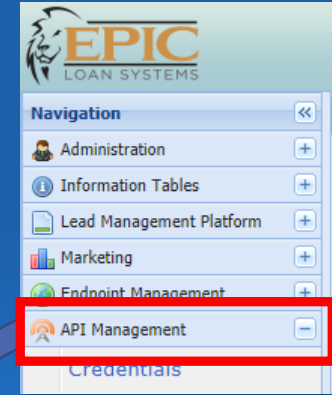 EPIC
LOAN SYSTEMS
Navigation
Administration
Information Tables
Lead Management Platform
Marketing
Endpoint Management
API Management
Credentials